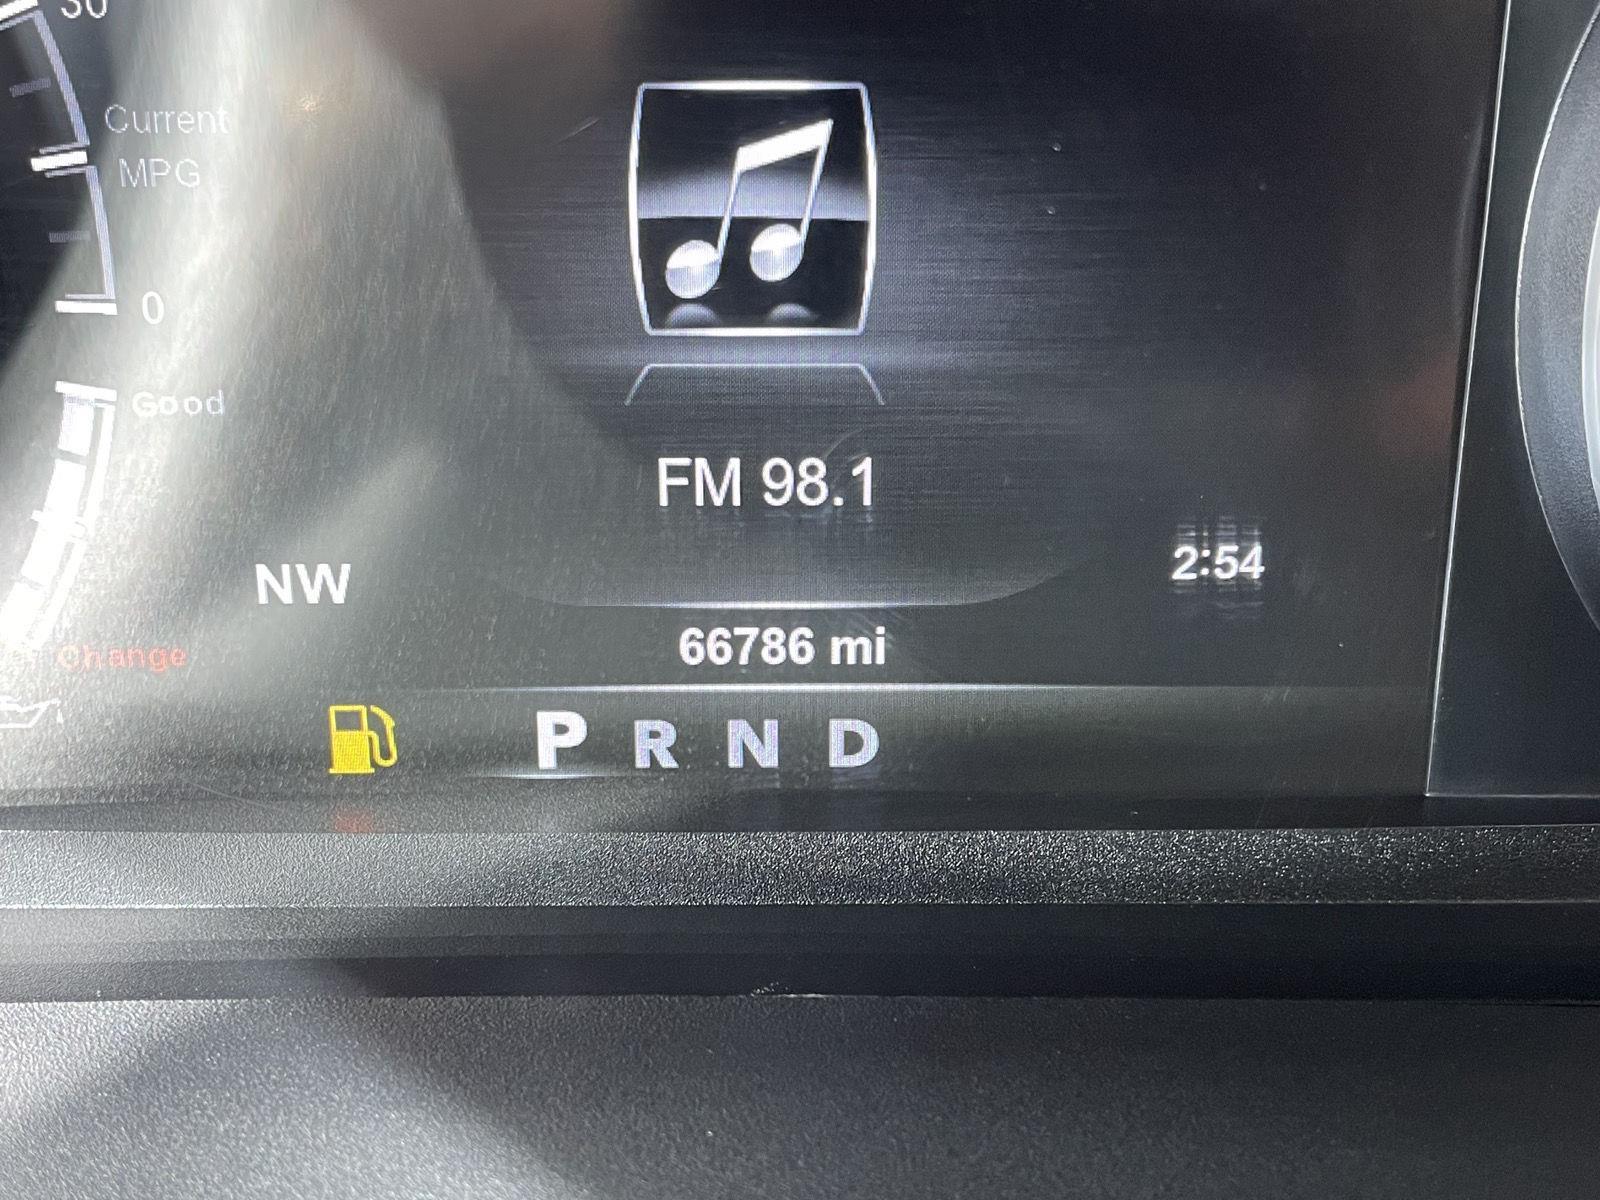 30
Current
MPG
0
Good
FM 98.1
NW
2:54
66786 mi
Change
P R N D